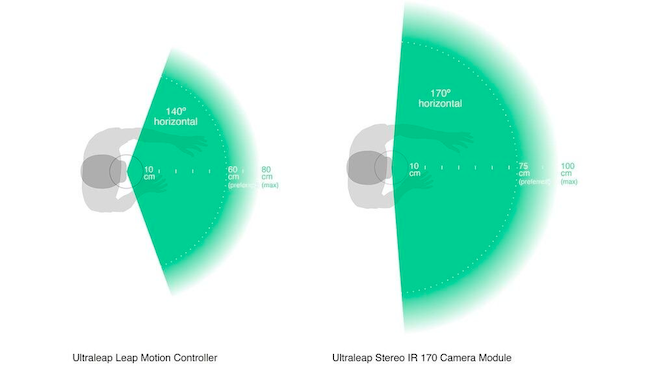 140º
horizontal
10
cm
60
cm
(preferred)
80
cm
(max)
170º
horizontal
10
cm
75
cm
(preferred)
100
cm
(max)
Ultraleap Leap Motion Controller
Ultraleap Stereo IR 170 Camera Module